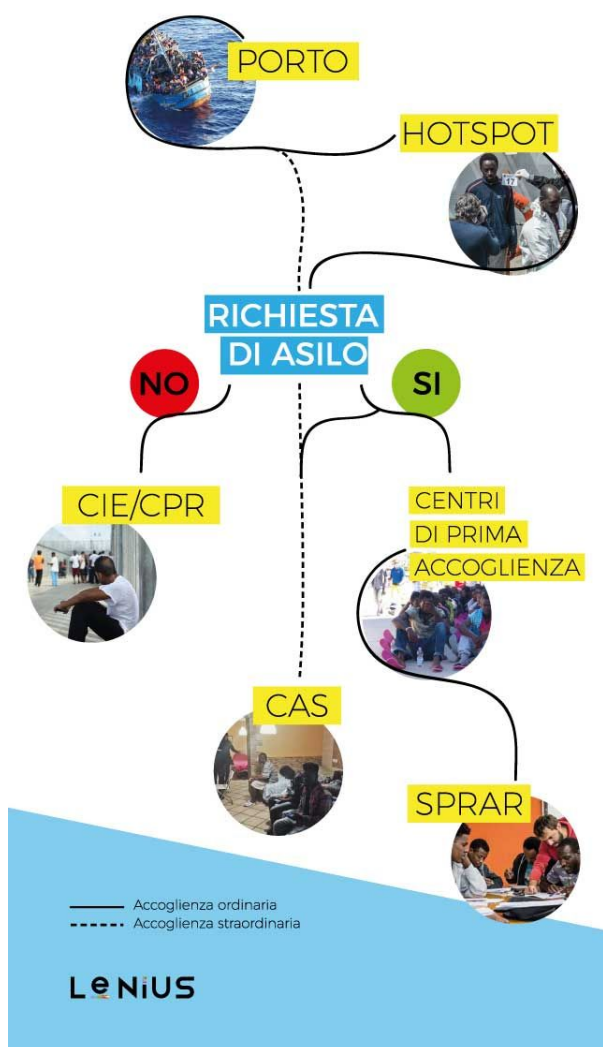 PORTO
HOTSPOT
17
RICHIESTA
DI ASILO
NO
SI
CIE/CPR
CENTRI
DI PRIMA
ACCOGLIENZA
CAS
SPRAR
Accoglienza ordinaria
Accoglienza straordinaria
LeNiUS